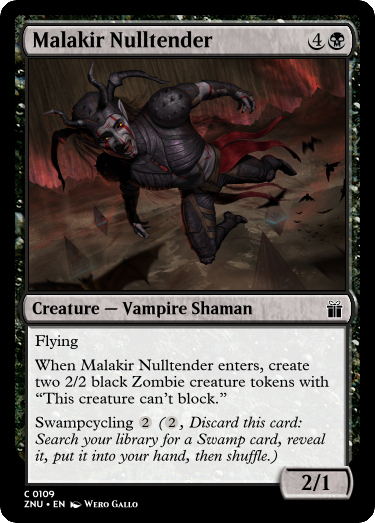 Malakir Nulltender 4
Creature — Vampire Shaman
Flying
When Malakir Nulltender enters, create
two 2/2 black Zombie creature tokens with
“This creature can't block.”
Swampcycling 2 (2, Discard this card:
Search your library for a Swamp card, reveal
it, put it into your hand, then shuffle.)
2/1
C 0109
ZNU • EN Wero Gallo